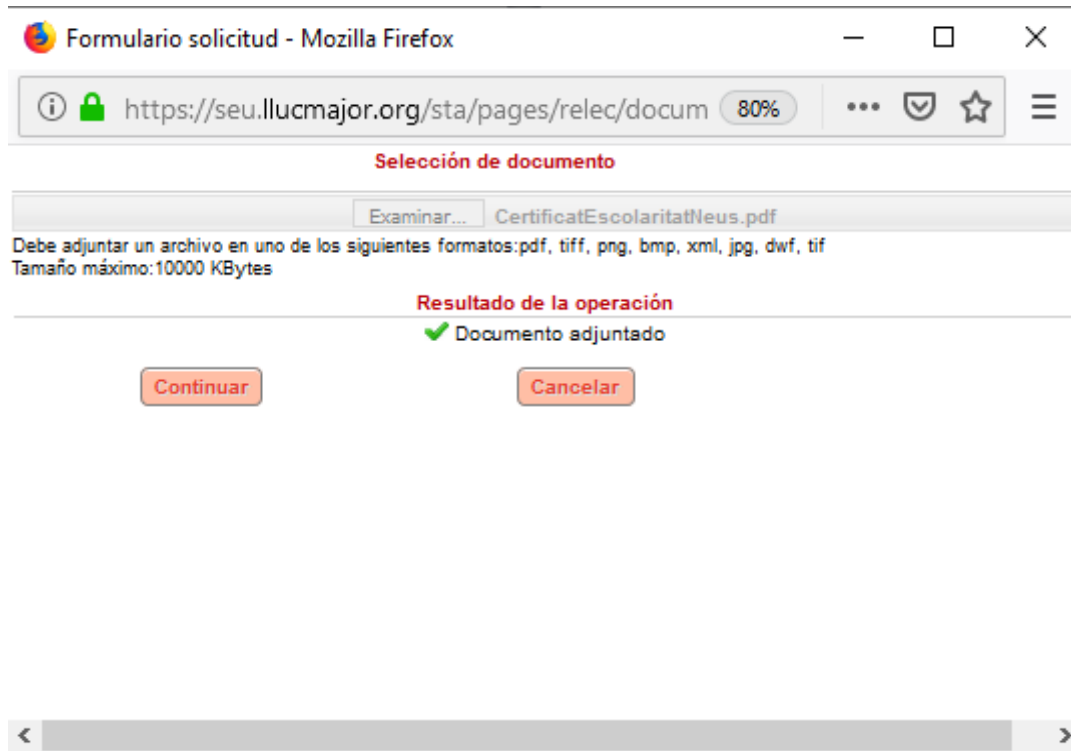 Formulario solicitud - Mozilla Firefox
https://seu.llucmajor.org/sta/pages/relec/docum 80%
Selección de documento
Examinar... CertificatEscolaritatNeus.pdf
Debe adjuntar un archivo en uno de los siguientes formatos:pdf, tiff, png, bmp, xml, jpg, dwf, tif
Tamaño máximo:10000 KBytes
Resultado de la operación
Documento adjuntado
Continuar Cancelar